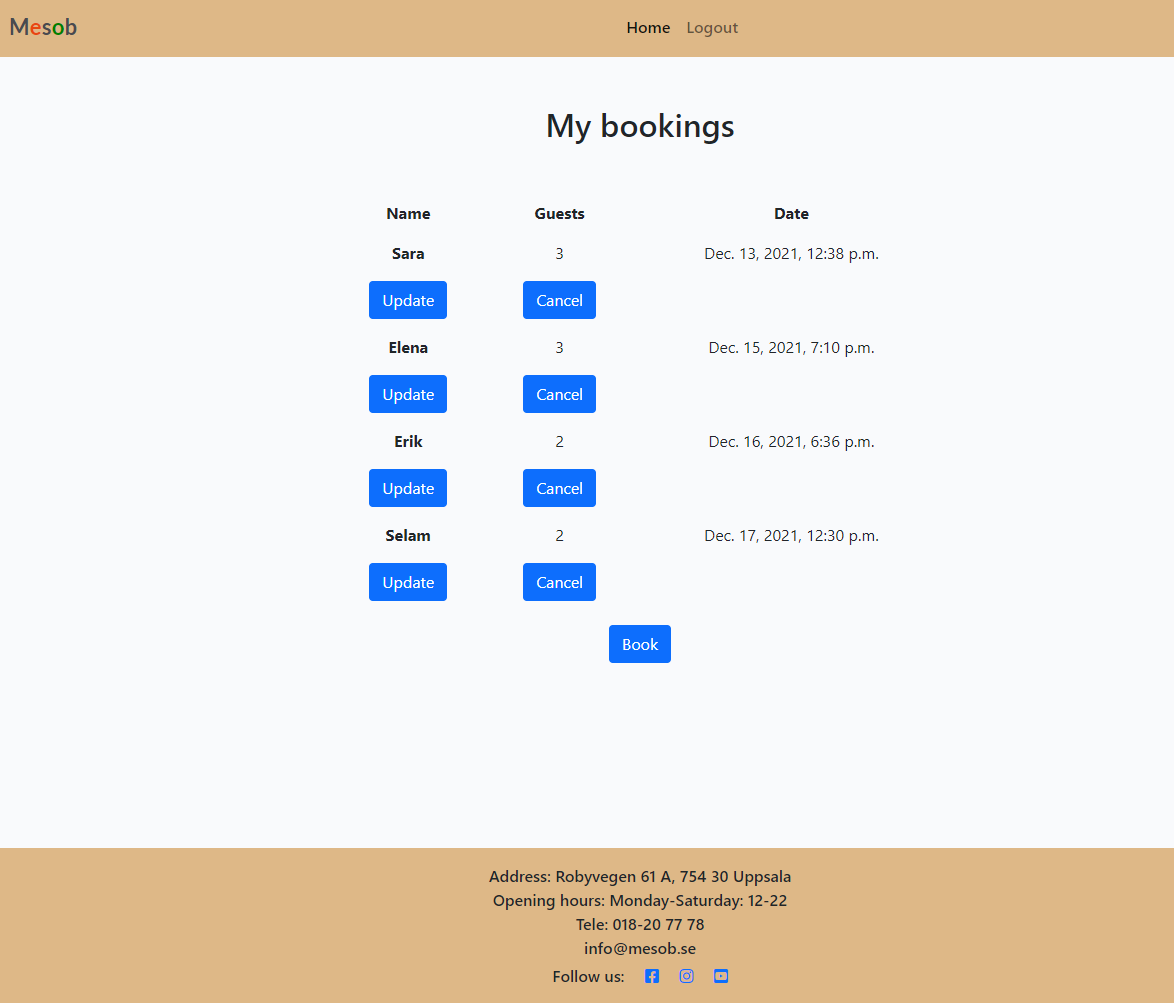 Mesob Home Logout
My bookings
Name Guests Date
Sara 3 Dec. 13, 2021, 12:38 p.m.
Update Cancel
Elena 3 Dec. 15, 2021, 7:10 p.m.
Update Cancel
Erik 2 Dec. 16, 2021, 6:36 p.m.
Update Cancel
Selam 2 Dec. 17, 2021, 12:30 p.m.
Update Cancel
Book
Address: Robyvegen 61 A, 754 30 Uppsala
Opening hours: Monday-Saturday: 12-22
Tele: 018-20 77 78
info@mesob.se
Follow us: